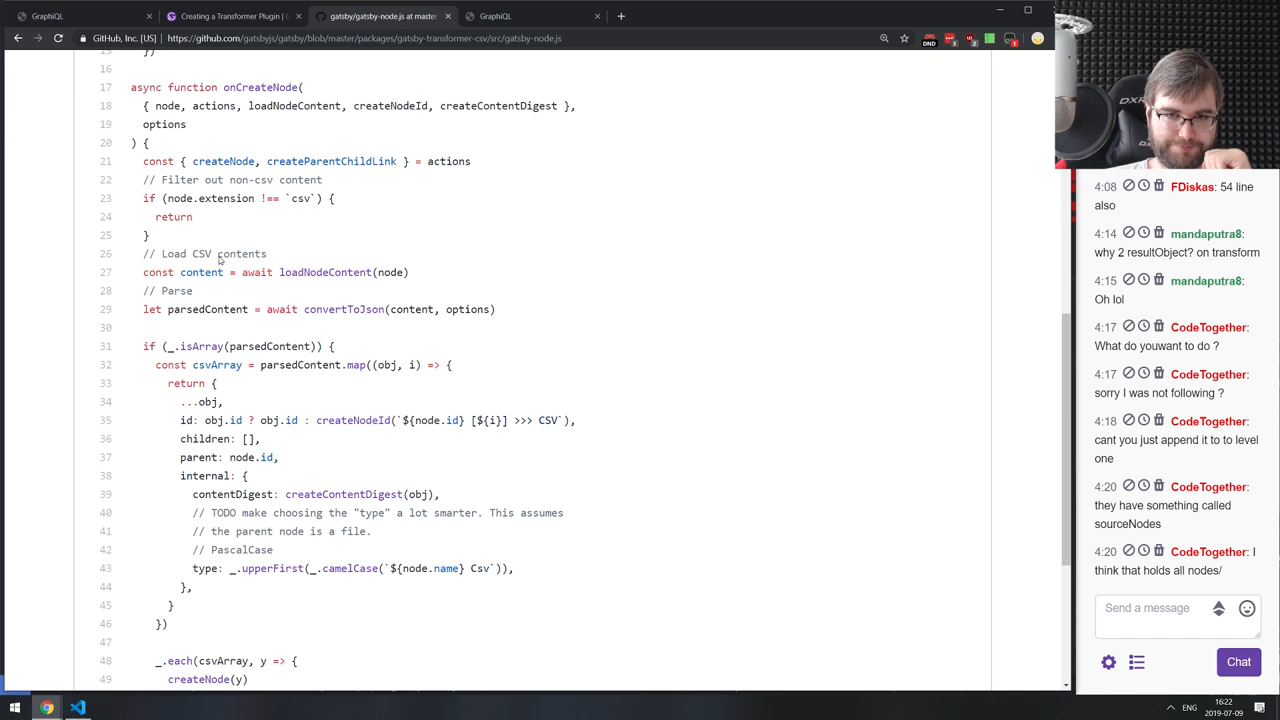 GraphiQL
Creating a Transformer Plugin | G
gatsby/gatsby-node.js at master
GraphiQL
GitHub, Inc. [US] | https://github.com/gatsbyjs/gatsby/blob/master/packages/gatsby-transformer-csv/src/gatsby-node.js
DND
3
2
1
15 })
16
17 async function onCreateNode(
18 { node, actions, loadNodeContent, createNodeId, createContentDigest },
19 options
20 ) {
21 const { createNode, createParentChildLink } = actions
22 // Filter out non-csv content
23 if (node.extension !== `csv`) {
24 return
25 }
26 // Load CSV contents
27 const content = await loadNodeContent(node)
28 // Parse
29 let parsedContent = await convertToJson(content, options)
30
31 if (_.isArray(parsedContent)) {
32 const csvArray = parsedContent.map((obj, i) => {
33 return {
34 ...obj,
35 id: obj.id ? obj.id : createNodeId(`${node.id} [${i}] >>> CSV`),
36 children: [],
37 parent: node.id,
38 internal: {
39 contentDigest: createContentDigest(obj),
40 // TODO make choosing the "type" a lot smarter. This assumes
41 // the parent node is a file.
42 // PascalCase
43 type: _.upperFirst(_.camelCase(`${node.name} Csv`)),
44 },
45 }
46 })
47
48 _.each(csvArray, y => {
49 createNode(y)
DXR
4:08 FDiskas: 54 line
also
4:14 mandaputra8:
why 2 resultObject? on transform
4:15 mandaputra8:
Oh lol
4:17 CodeTogether:
What do youwant to do ?
4:17 CodeTogether:
sorry I was not following ?
4:18 CodeTogether:
cant you just append it to to level
one
4:20 CodeTogether:
they have something called
sourceNodes
4:20 CodeTogether: I
think that holds all nodes/
Send a message
Chat
ENG
16:22
2019-07-09